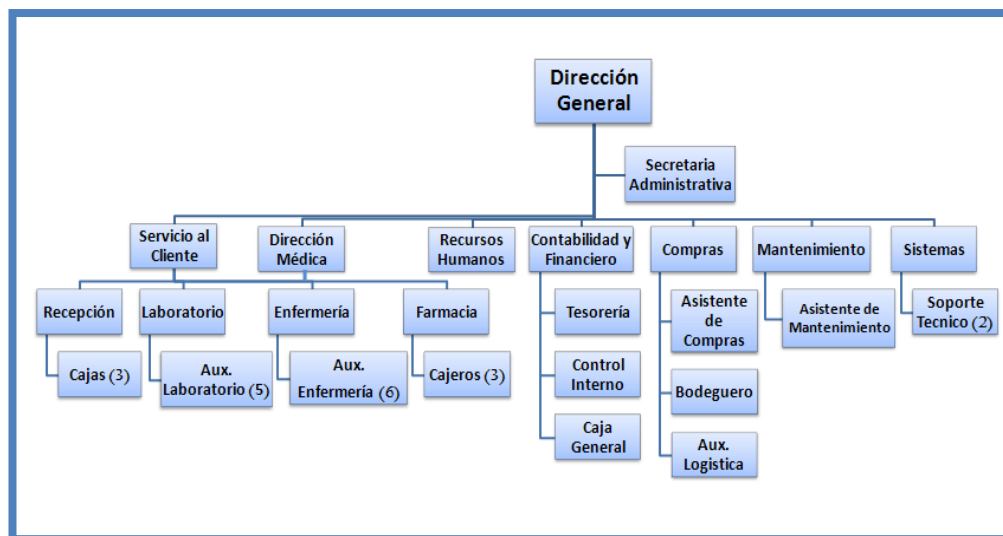 Dirección
General
Secretaria
Administrativa
Servicio al
Cliente
Dirección
Médica
Recursos
Humanos
Contabilidad y
Financiero
Compras
Mantenimiento
Sistemas
Recepción
Laboratorio
Enfermería
Farmacia
Tesorería
Asistente
de
Compras
Asistente de
Mantenimiento
Soporte
Tecnico (2)
Cajas (3)
Aux.
Laboratorio (5)
Aux.
Enfermería (6)
Cajeros (3)
Control
Interno
Bodeguero
Caja
General
Aux.
Logistica